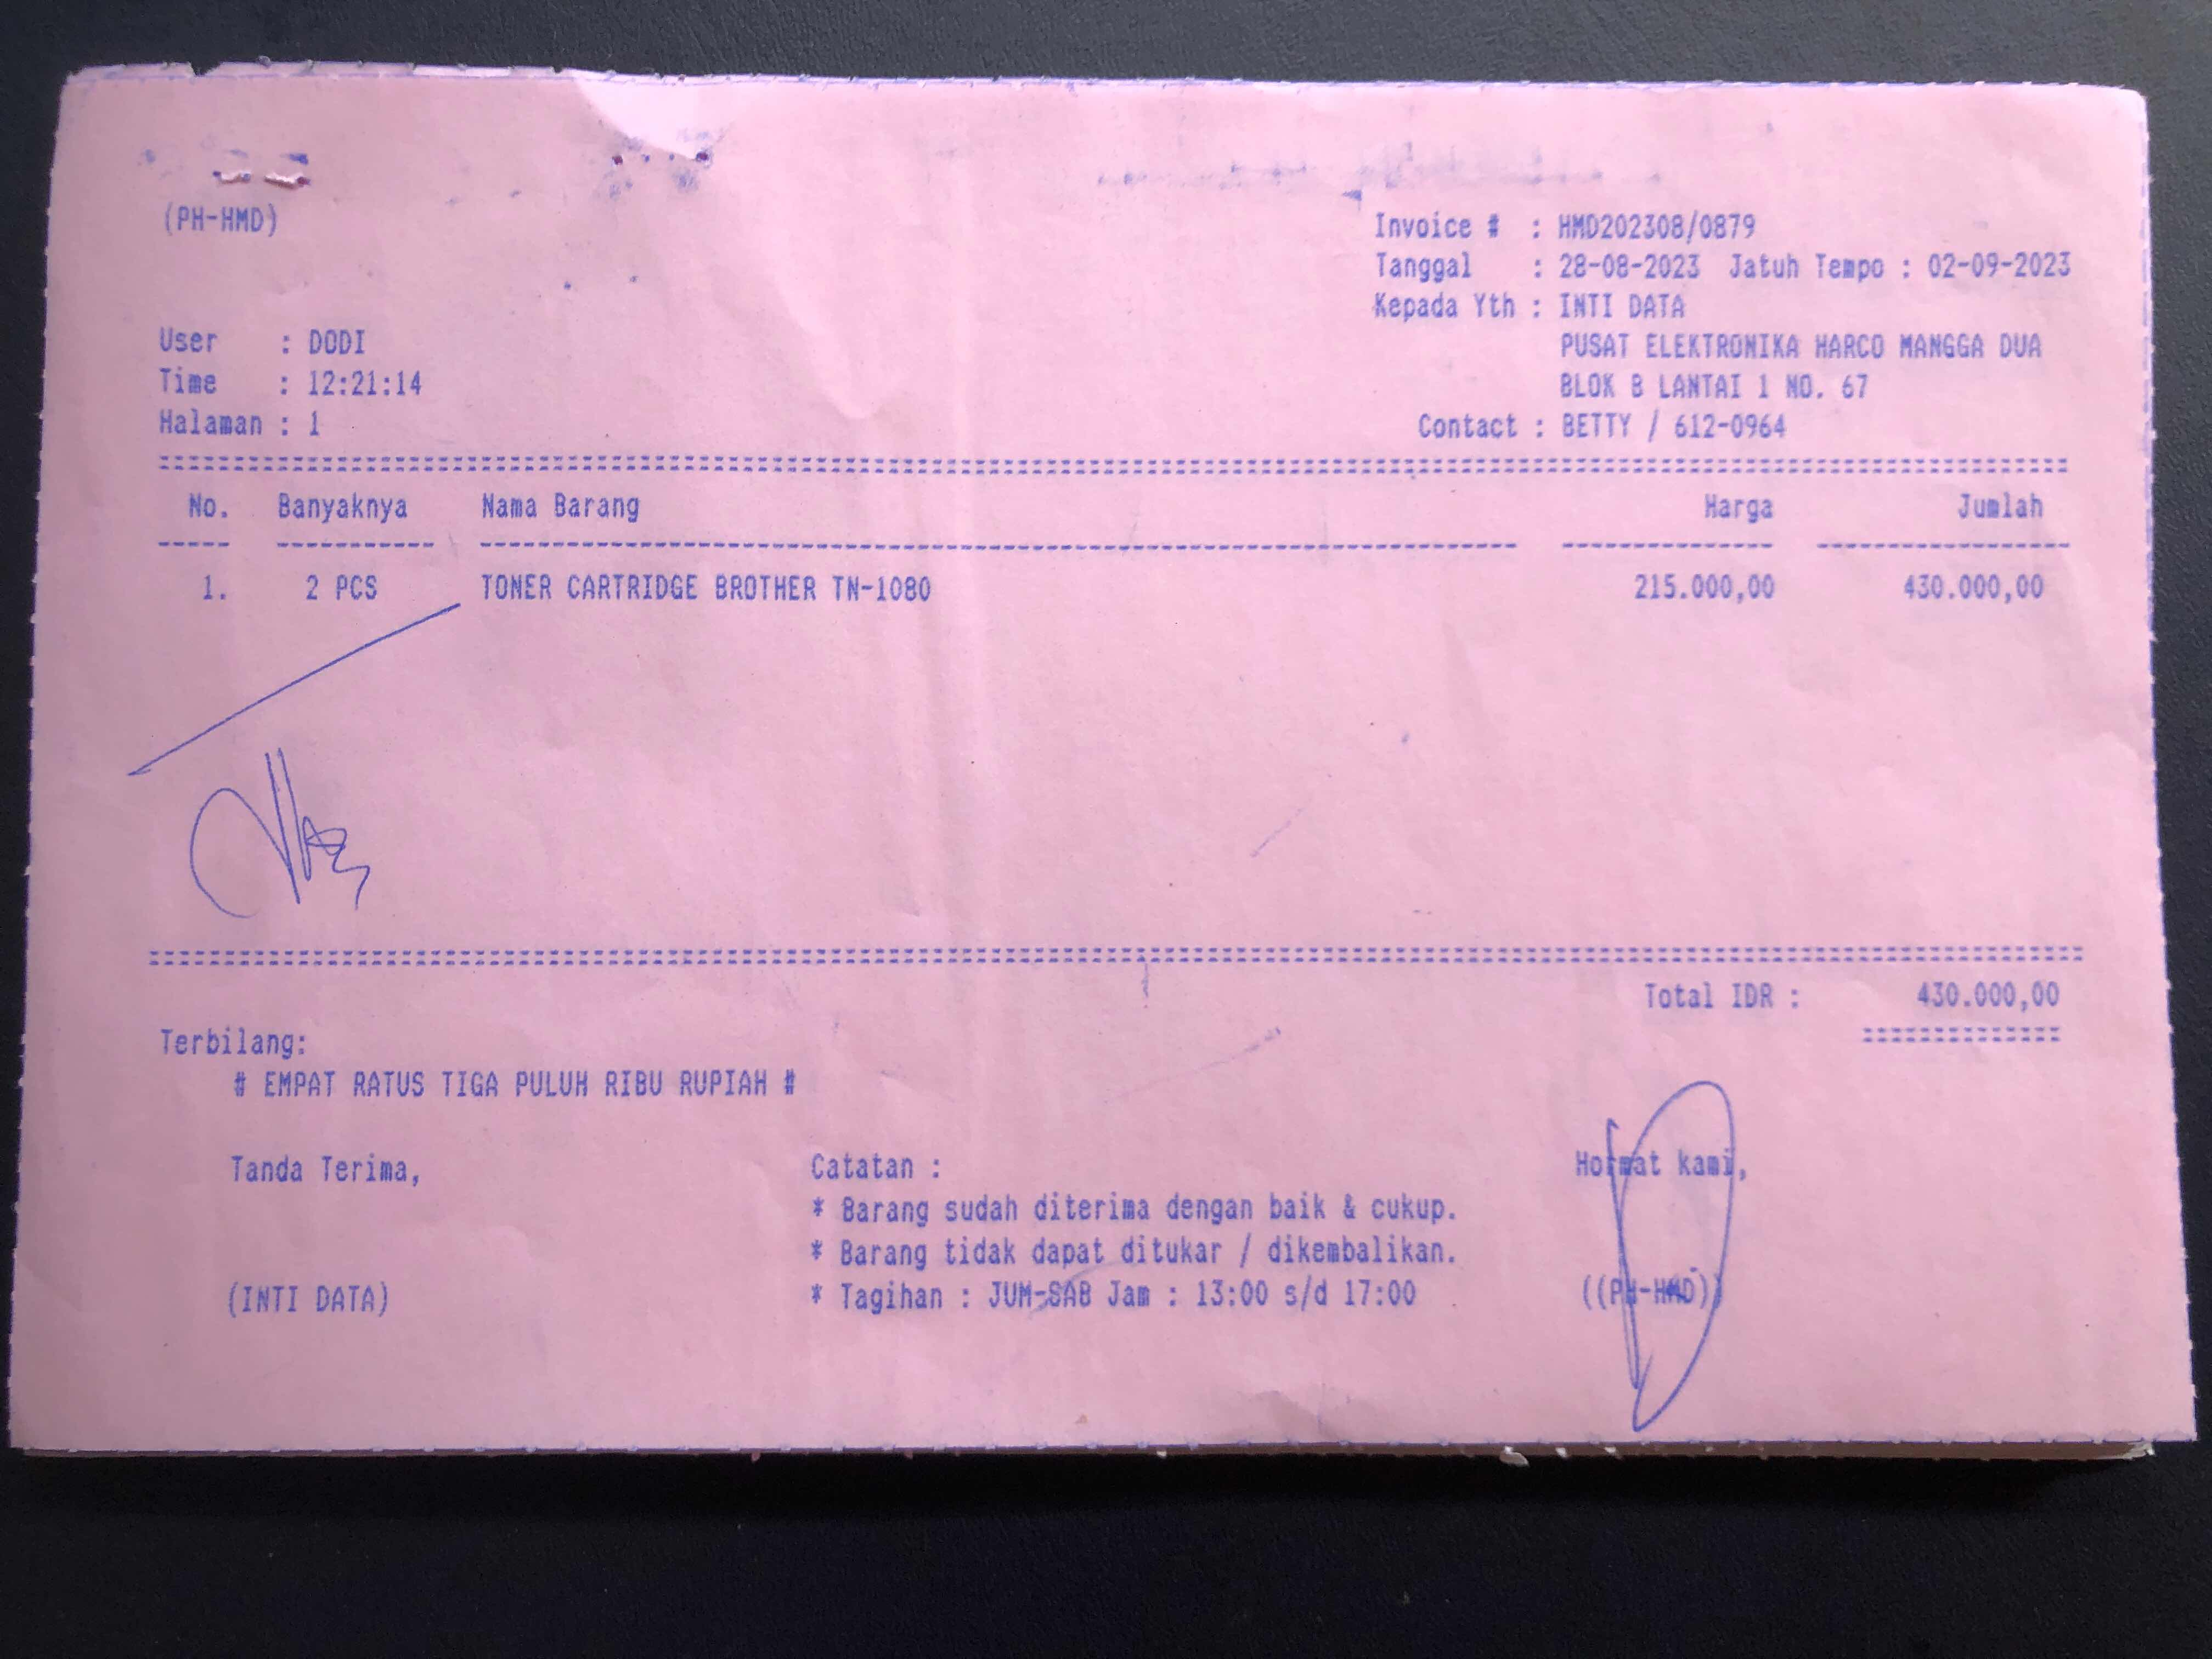 (PH-HMD)
Invoice # : HMD202308/0879
Tanggal : 28-08-2023 Jatuh Tempo : 02-09-2023
Kepada Yth : INTI DATA
PUSAT ELEKTRONIKA HARCO MANGGA DUA
BLOK B LANTAI 1 NO. 67
Contact : BETTY / 612-0964
User : DODI
Time : 12:21:14
Halaman : 1
No. Banyaknya Nama Barang Harga Jumlah
1. 2 PCS TONER CARTRIDGE BROTHER TN-1080 215.000,00 430.000,00
Total IDR : 430.000,00
Terbilang:
# EMPAT RATUS TIGA PULUH RIBU RUPIAH #
Tanda Terima,
(INTI DATA)
Catatan :
* Barang sudah diterima dengan baik & cukup.
* Barang tidak dapat ditukar / dikembalikan.
* Tagihan : JUM-SAB Jam : 13:00 s/d 17:00
Hormat kami,
((PH-HMD))